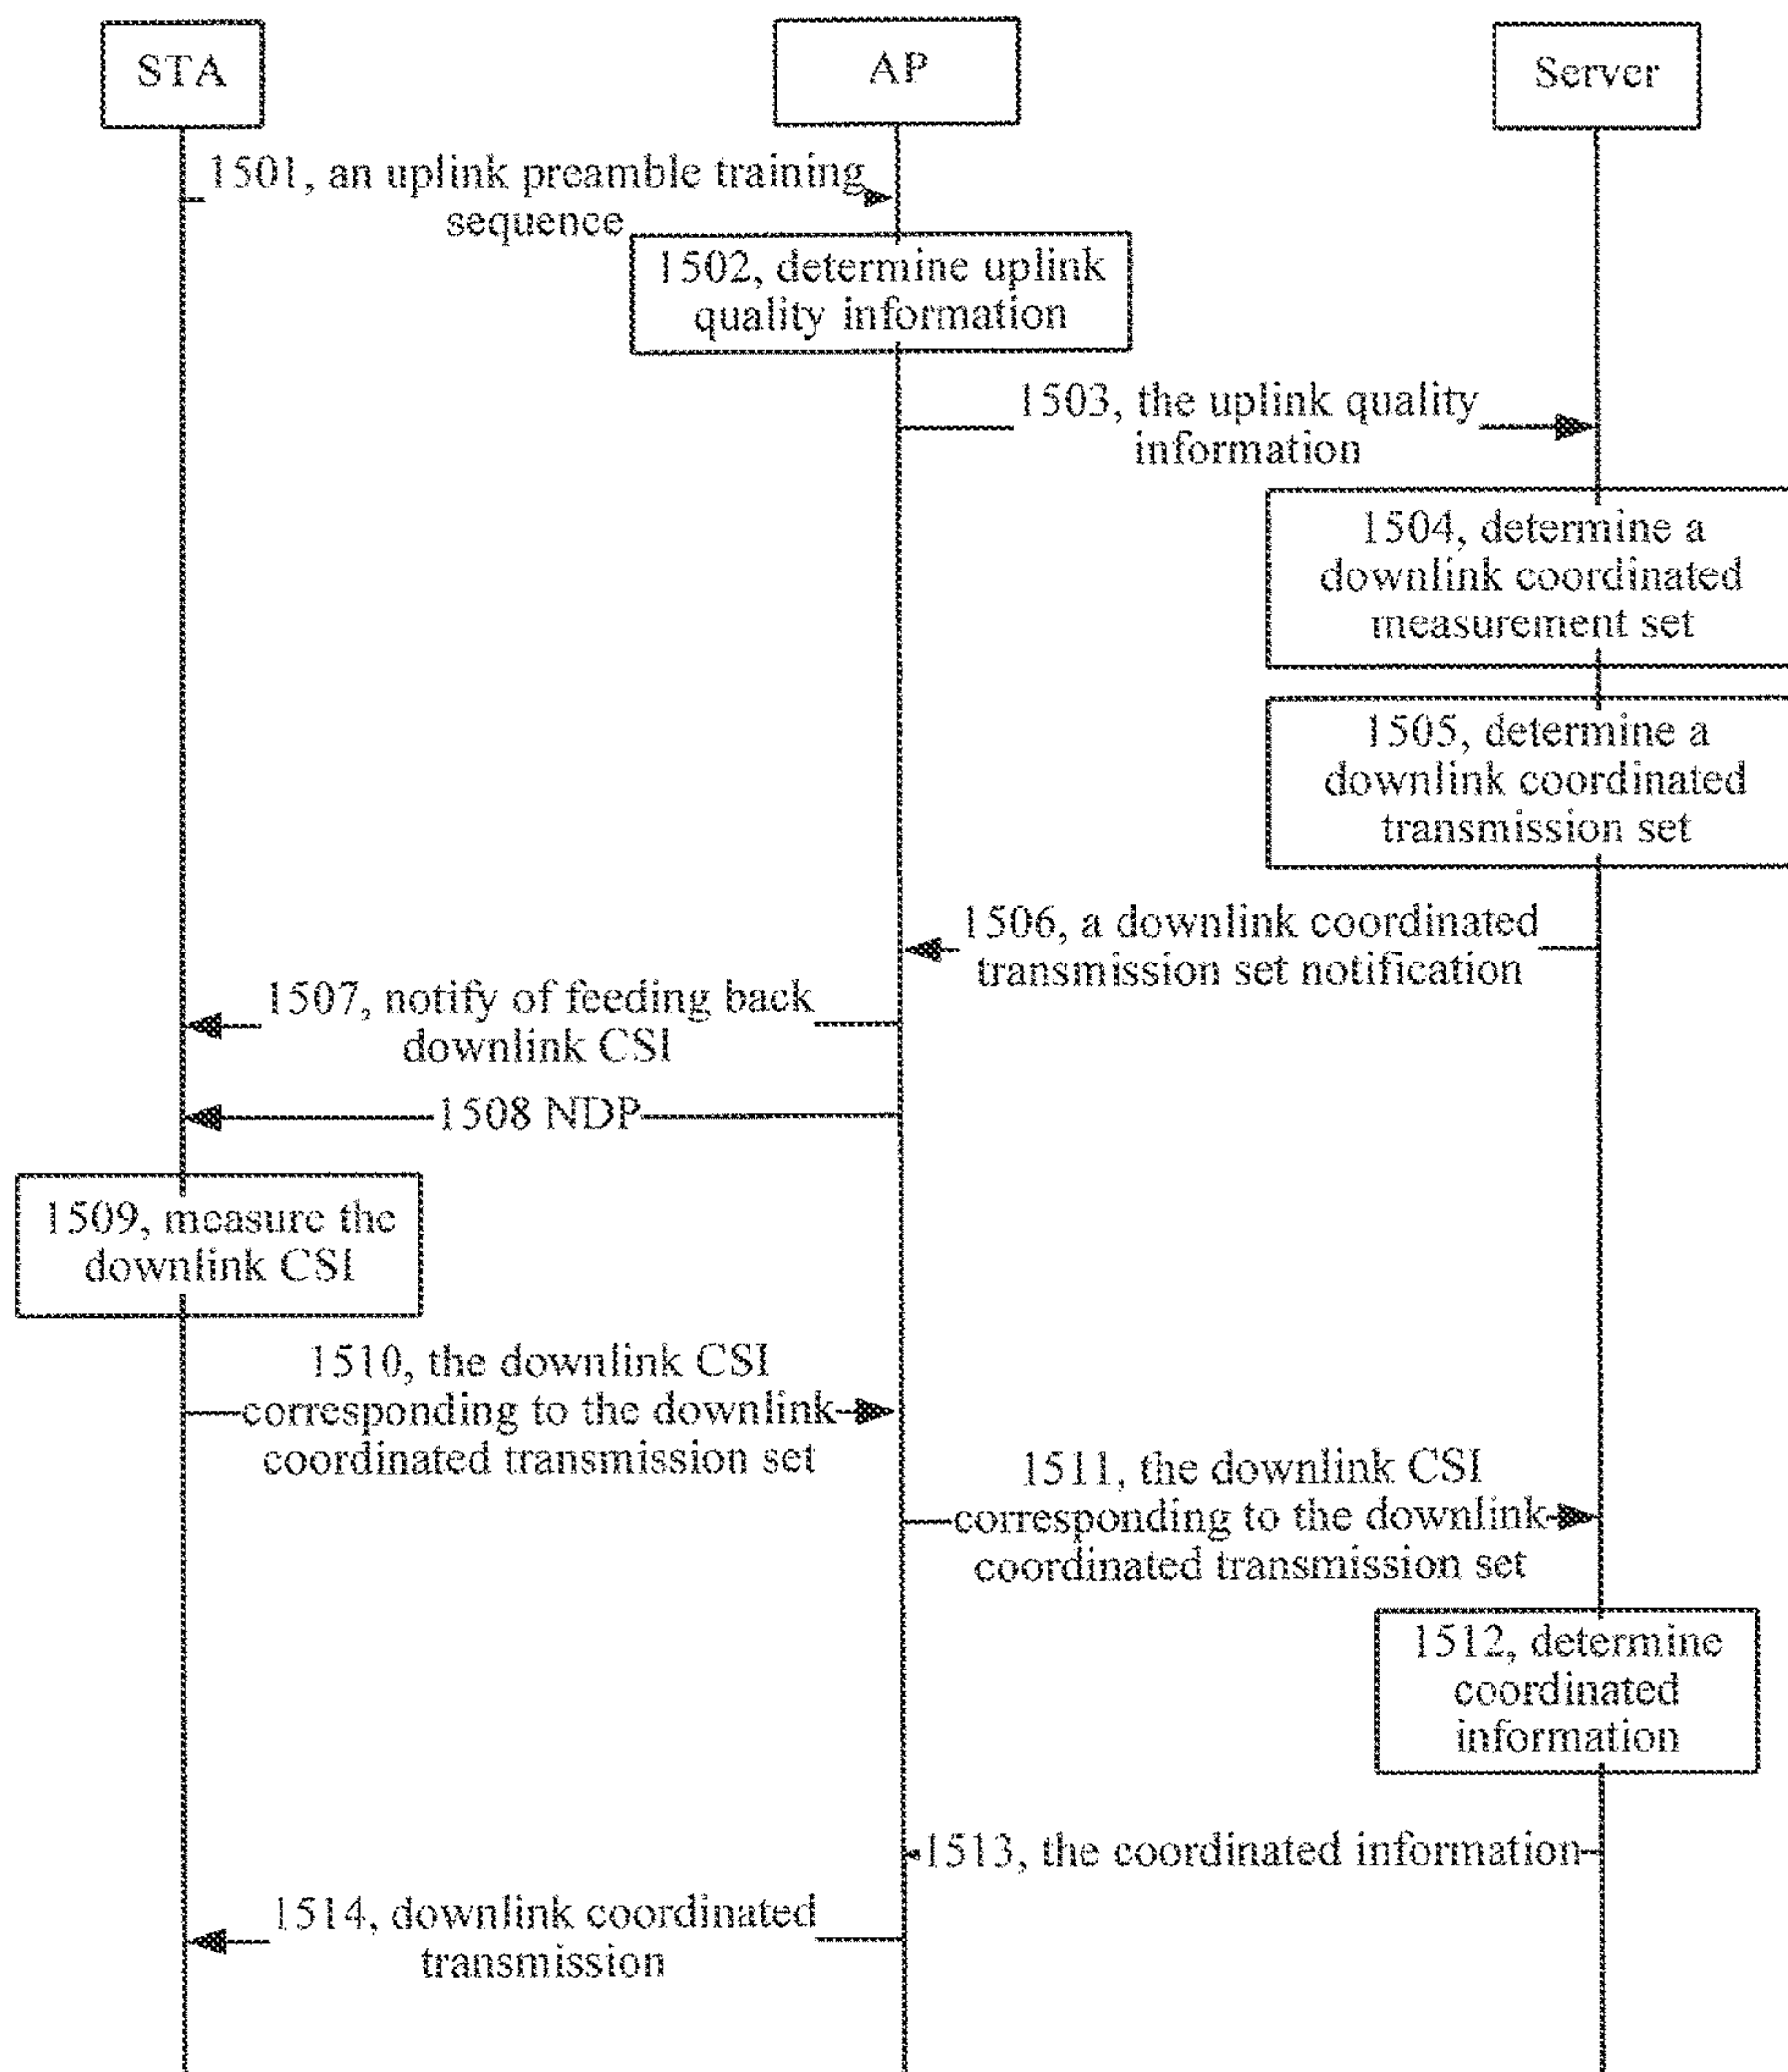 STA
AP
Server
1501, an uplink preamble training
sequence
1502, determine uplink
quality information
1503, the uplink quality
information
1504, determine a
downlink coordinated
measurement set
1505, determine a
downlink coordinated
transmission set
1506, a downlink coordinated
transmission set notification
1507, notify of feeding back
downlink CSI
1508 NDP
1509, measure the
downlink CSI
1510, the downlink CSI
corresponding to the downlink
coordinated transmission set
1511, the downlink CSI
corresponding to the downlink
coordinated transmission set
1512, determine
coordinated
information
1513, the coordinated information
1514, downlink coordinated
transmission